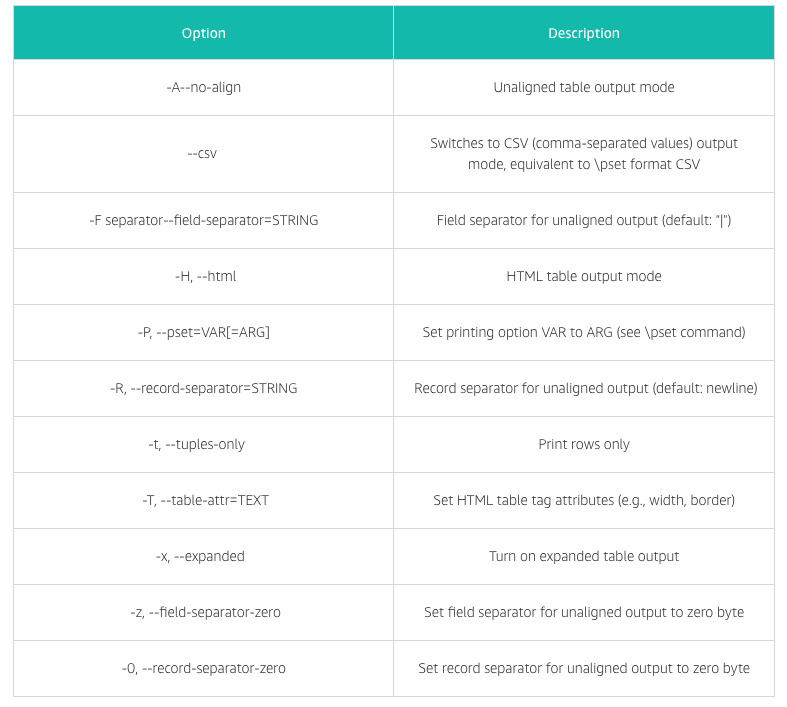 Option
Description
-A--no-align
Unaligned table output mode
--csv
Switches to CSV (comma-separated values) output
mode, equivalent to \pset format CSV
-F separator--field-separator=STRING
Field separator for unaligned output (default: "|")
-H, --html
HTML table output mode
-P, --pset=VAR[=ARG]
Set printing option VAR to ARG (see \pset command)
-R, --record-separator=STRING
Record separator for unaligned output (default: newline)
-t, --tuples-only
Print rows only
-T, --table-attr=TEXT
Set HTML table tag attributes (e.g., width, border)
-x, --expanded
Turn on expanded table output
-z, --field-separator-zero
Set field separator for unaligned output to zero byte
-0, --record-separator-zero
Set record separator for unaligned output to zero byte